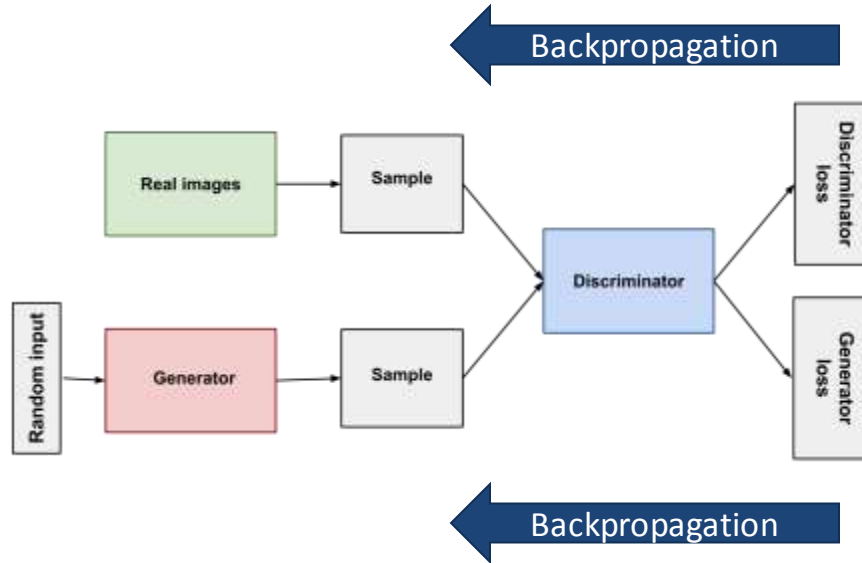 Backpropagation
Real images
Sample
Discriminator
loss
Discriminator
Random input
Generator
Sample
Generator
loss
Backpropagation